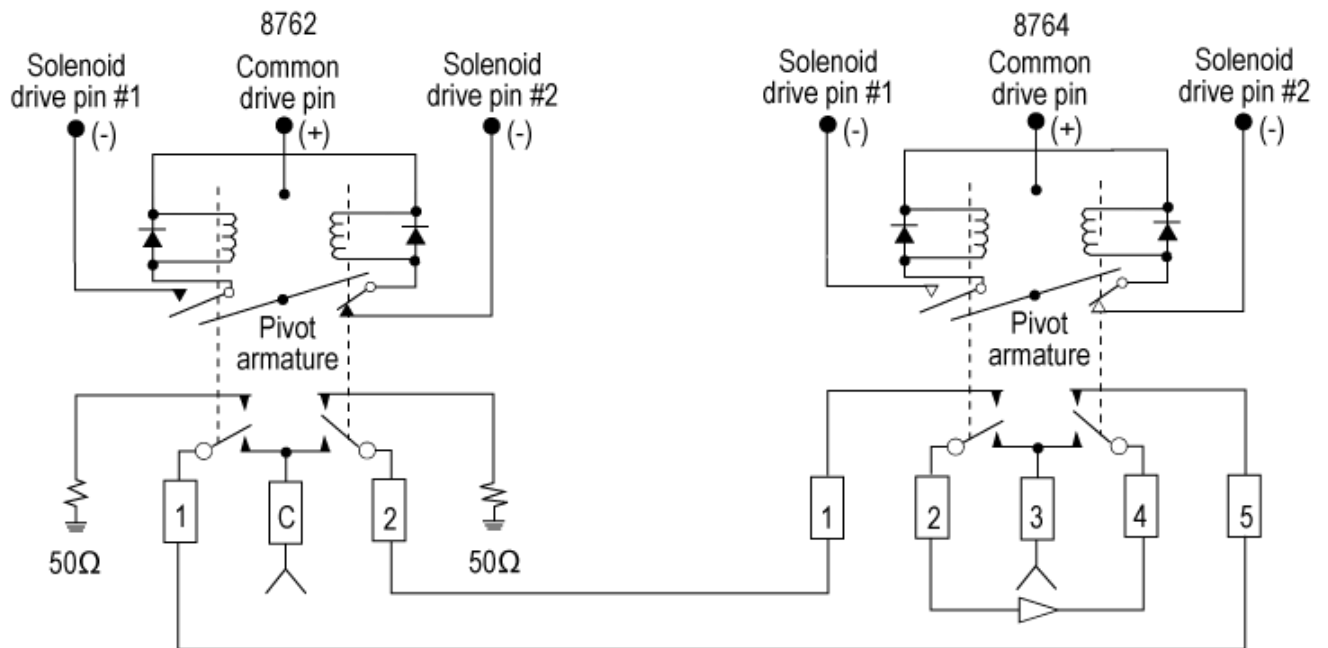 8762
Solenoid
drive pin #1
(-)
Common
drive pin
(+)
Solenoid
drive pin #2
(-)
Pivot
armature
50Ω
1
C
2
50Ω
8764
Solenoid
drive pin #1
(-)
Common
drive pin
(+)
Solenoid
drive pin #2
(-)
Pivot
armature
1
2
3
4
5